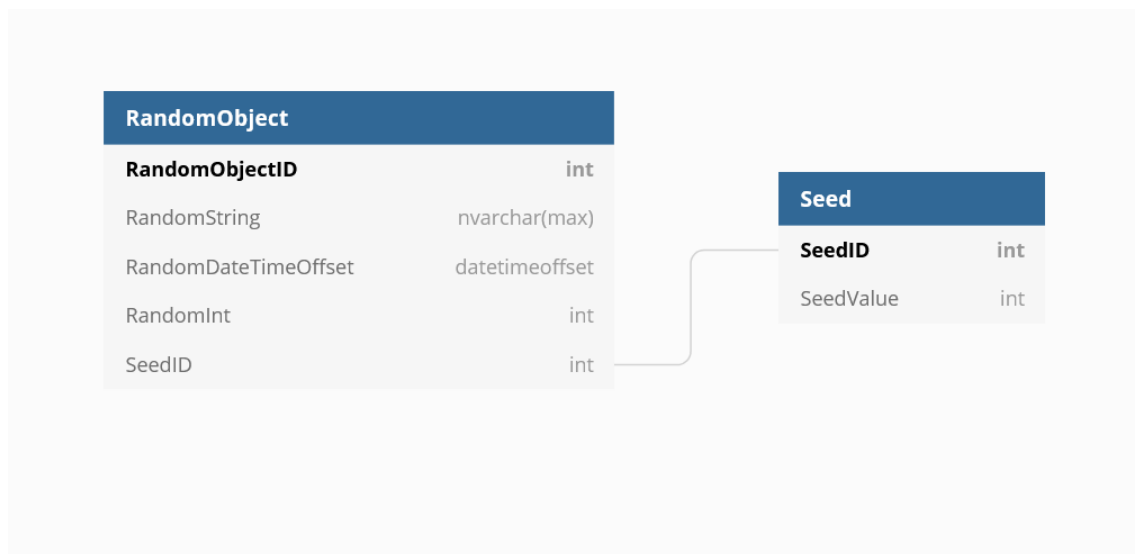 RandomObject
RandomObjectID int
RandomString nvarchar(max)
RandomDateTimeOffset datetimeoffset
RandomInt int
SeedID int
Seed
SeedID int
SeedValue int